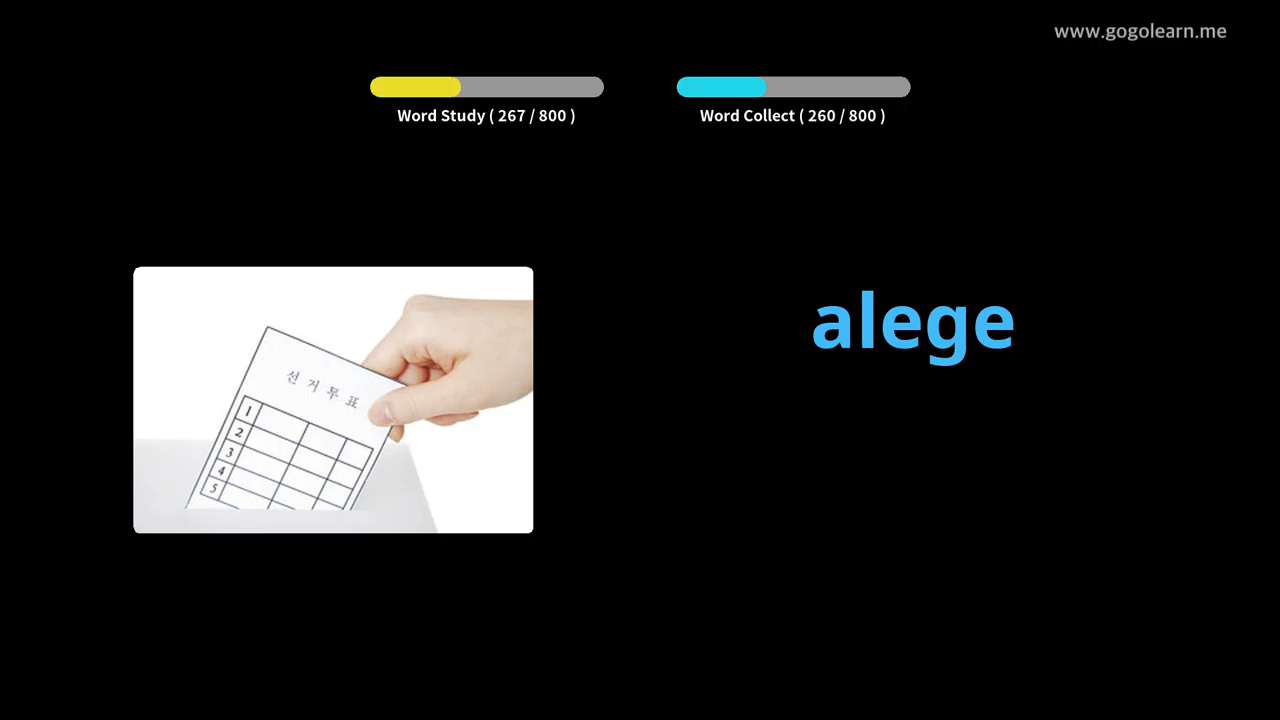 www.gogolearn.me
Word Study ( 267 / 800 )
Word Collect ( 260 / 800 )
alege
선거투표
1
2
3
4
5